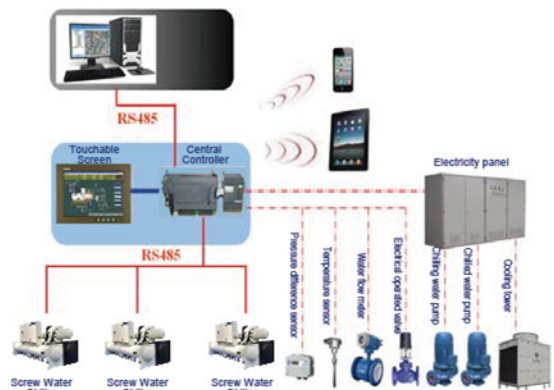 RS485
Touchable
Screen
Central
Controller
Electricity panel
RS485
Pressure difference
sensor
Temperature sensor
Water flow meter
Electrical operated valve
Chilling water pump
Chilled water pump
Cooling tower
Screw Water
Screw Water
Screw Water